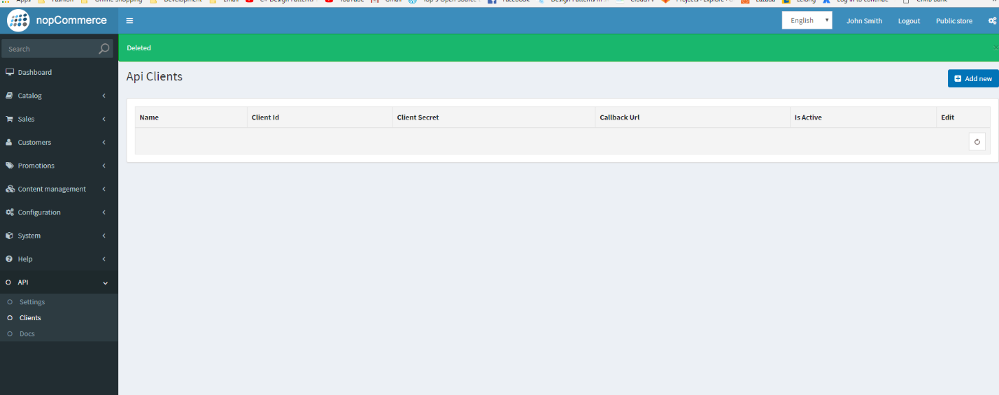 Apps Fashion Online Shopping Development Email C# Design Patterns YouTube Gmail Top 5 Open Source Facebook Design Patterns in CloudTV Projects · Explore · G Lazada Lelong Log in to continue CIMB Bank
nopCommerce
English
John Smith
Logout
Public store
Search
Deleted
Dashboard
Catalog
Sales
Customers
Promotions
Content management
Configuration
System
Help
API
Settings
Clients
Docs
Api Clients
Add new
Name Client Id Client Secret Callback Url Is Active Edit